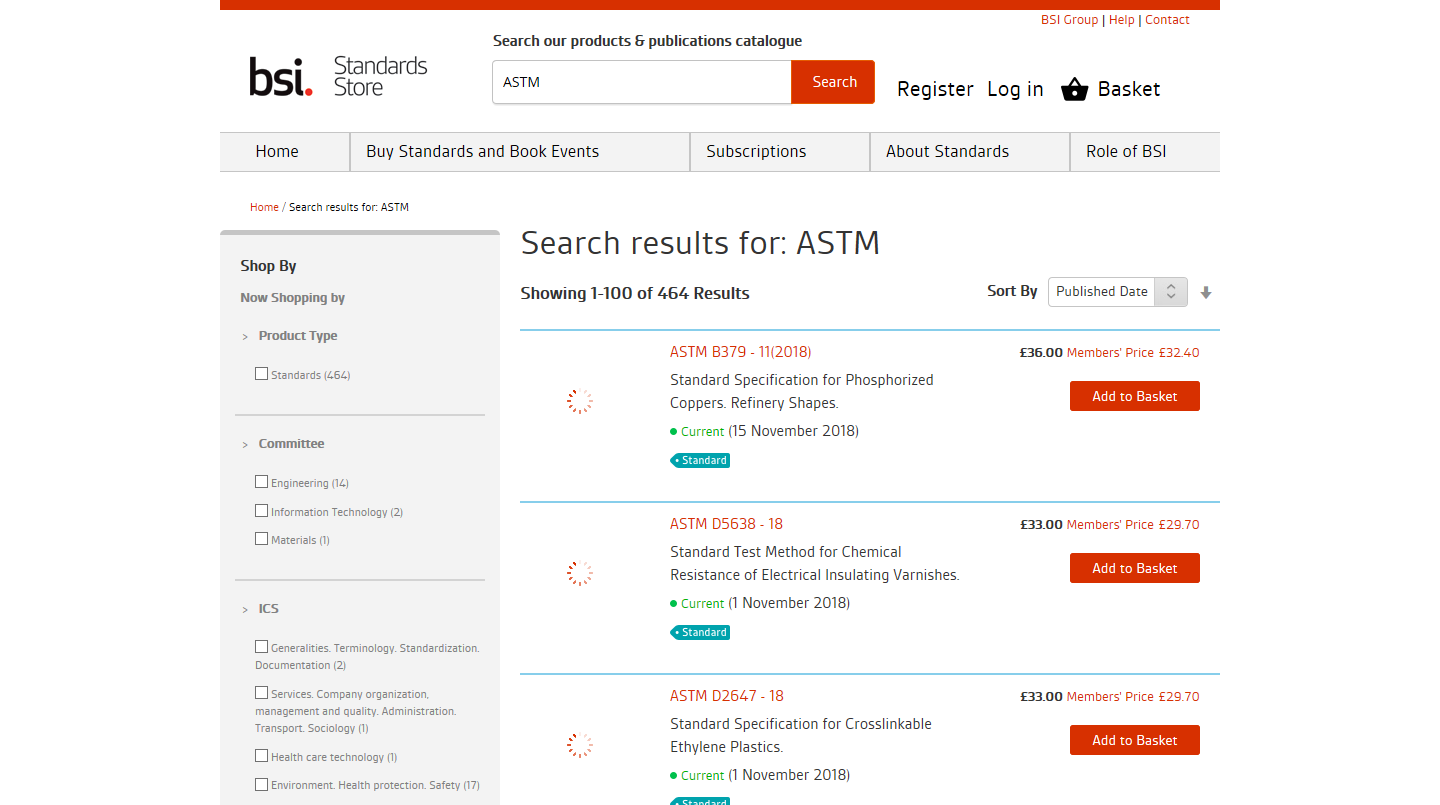 BSI Group | Help | Contact
Search our products & publications catalogue
bsi. Standards Store
ASTM
Search
Register Log in Basket
Home
Buy Standards and Book Events
Subscriptions
About Standards
Role of BSI
Home / Search results for: ASTM
Shop By
Now Shopping by
> Product Type
Standards (464)
> Committee
Engineering (14)
Information Technology (2)
Materials (1)
> ICS
Generalities. Terminology. Standardization.
Documentation (2)
Services. Company organization,
management and quality. Administration.
Transport. Sociology (1)
Health care technology (1)
Environment. Health protection. Safety (17)
Search results for: ASTM
Showing 1-100 of 464 Results
Sort By Published Date
ASTM B379 - 11(2018)
£36.00 Members' Price £32.40
Standard Specification for Phosphorized
Coppers. Refinery Shapes.
Add to Basket
Current (15 November 2018)
Standard
ASTM D5638 - 18
£33.00 Members' Price £29.70
Standard Test Method for Chemical
Resistance of Electrical Insulating Varnishes.
Add to Basket
Current (1 November 2018)
Standard
ASTM D2647 - 18
£33.00 Members' Price £29.70
Standard Specification for Crosslinkable
Ethylene Plastics.
Add to Basket
Current (1 November 2018)
Standard